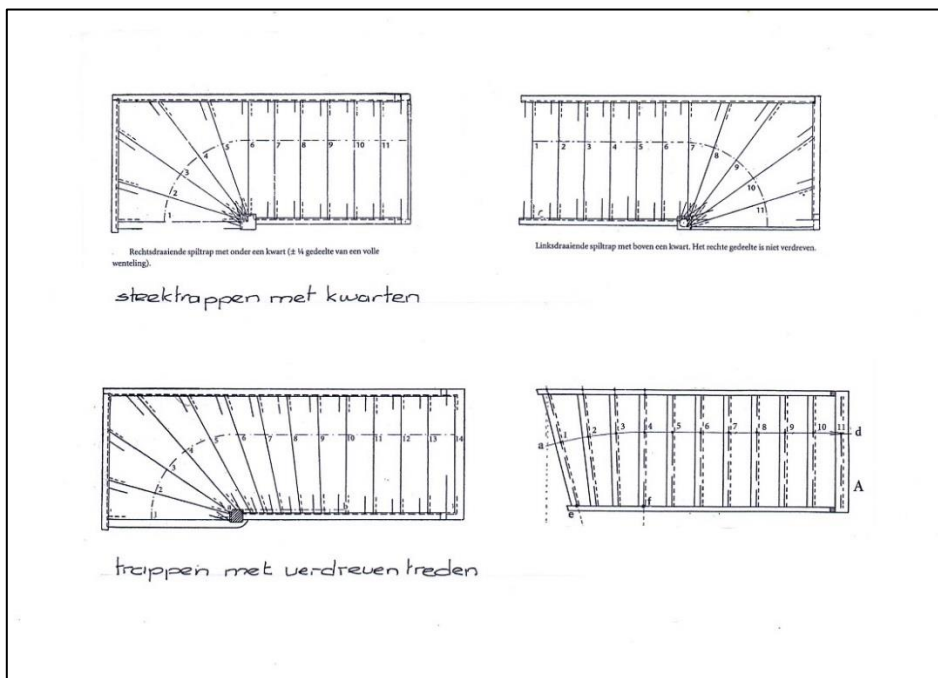 1 2 3 4 5 6 7 8 9 10 11
Rechtsdraaiende spiltrap met onder een kwart (± ¼ gedeelte van een volle
wenteling).
1 2 3 4 5 6 7 8 9 10 11
Linksdraaiende spiltrap met boven een kwart. Het rechte gedeelte is niet verdreven.
steektrappen met kwarten
2 3 4 5 6 7 8 9 10 11 12 13 14
a 1 2 3 4 5 6 7 8 9 10 11 d
A
e f
trappen met verdreven treden